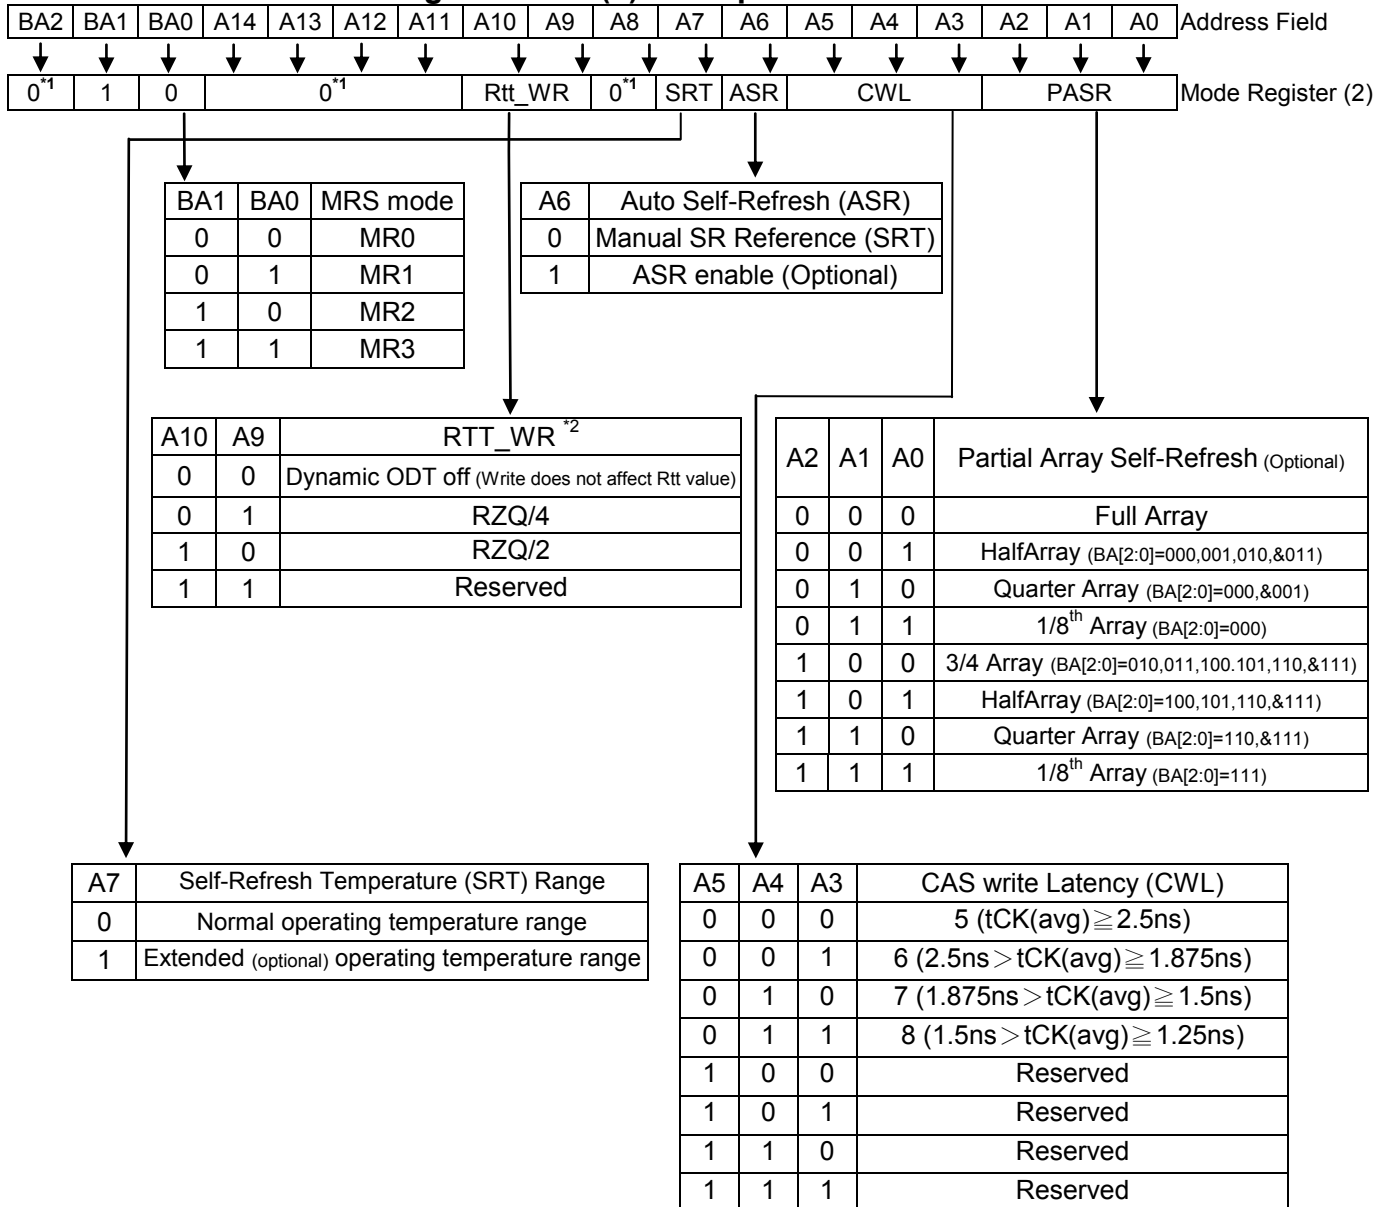 BA2 BA1 BA0 A14 A13 A12 A11 A10 A9 A8 A7 A6 A5 A4 A3 A2 A1 A0 Address Field
0*1 1 0 0*1 Rtt_WR 0*1 SRT ASR CWL PASR Mode Register (2)
BA1 BA0 MRS mode
0 0 MR0
0 1 MR1
1 0 MR2
1 1 MR3
A6 Auto Self-Refresh (ASR)
0 Manual SR Reference (SRT)
1 ASR enable (Optional)
A10 A9 RTT_WR *2
0 0 Dynamic ODT off (Write does not affect Rtt value)
0 1 RZQ/4
1 0 RZQ/2
1 1 Reserved
A2 A1 A0 Partial Array Self-Refresh (Optional)
0 0 0 Full Array
0 0 1 HalfArray (BA[2:0]=000,001,010,&011)
0 1 0 Quarter Array (BA[2:0]=000,&001)
0 1 1 1/8th Array (BA[2:0]=000)
1 0 0 3/4 Array (BA[2:0]=010,011,100.101,110,&111)
1 0 1 HalfArray (BA[2:0]=100,101,110,&111)
1 1 0 Quarter Array (BA[2:0]=110,&111)
1 1 1 1/8th Array (BA[2:0]=111)
A7 Self-Refresh Temperature (SRT) Range
0 Normal operating temperature range
1 Extended (optional) operating temperature range
A5 A4 A3 CAS write Latency (CWL)
0 0 0 5 (tCK(avg)≧2.5ns)
0 0 1 6 (2.5ns>tCK(avg)≧1.875ns)
0 1 0 7 (1.875ns>tCK(avg)≧1.5ns)
0 1 1 8 (1.5ns>tCK(avg)≧1.25ns)
1 0 0 Reserved
1 0 1 Reserved
1 1 0 Reserved
1 1 1 Reserved